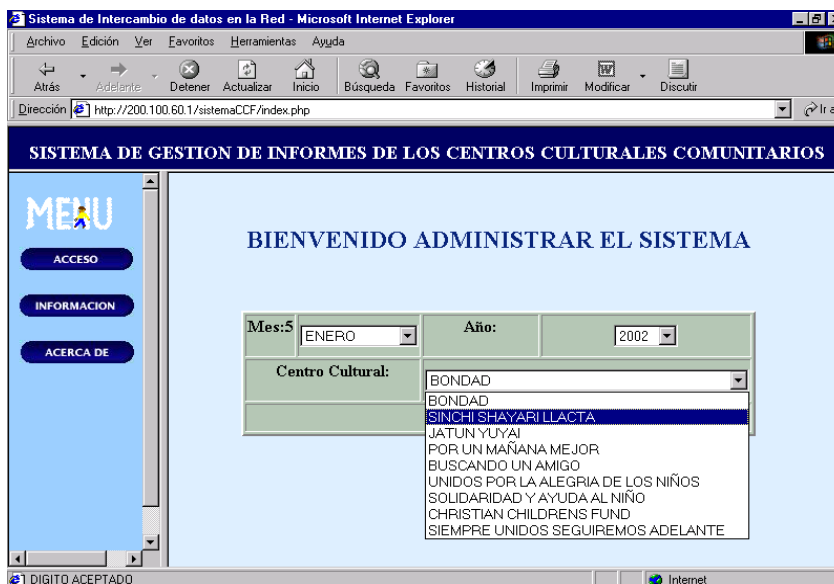 Sistema de Intercambio de datos en la Red - Microsoft Internet Explorer
Archivo Edición Ver Favoritos Herramientas Ayuda
Atrás Adelante Detener Actualizar Inicio Búsqueda Favoritos Historial Imprimir Modificar Discutir
Dirección http://200.100.60.1/sistemaCCF/index.php Ir a
SISTEMA DE GESTION DE INFORMES DE LOS CENTROS CULTURALES COMUNITARIOS
MENU
ACCESO
INFORMACION
ACERCA DE
BIENVENIDO ADMINISTRAR EL SISTEMA
Mes:5 ENERO Año: 2002
Centro Cultural: BONDAD
BONDAD
SINCHI SHAYARI LLACTA
JATUN YUYAI
POR UN MAÑANA MEJOR
BUSCANDO UN AMIGO
UNIDOS POR LA ALEGRIA DE LOS NIÑOS
SOLIDARIDAD Y AYUDA AL NIÑO
CHRISTIAN CHILDRENS FUND
SIEMPRE UNIDOS SEGUIREMOS ADELANTE
DIGITO ACEPTADO Internet